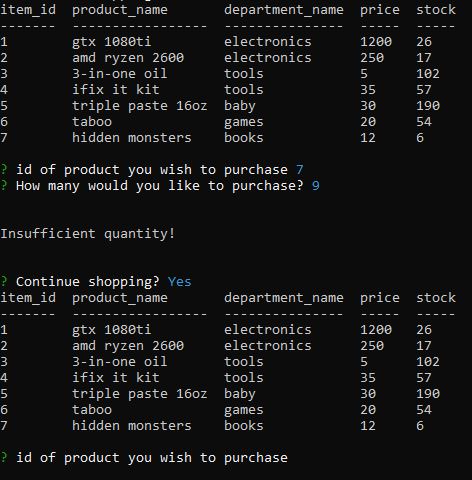 item_id  product_name      department_name  price  stock
-------  ----------------  ---------------  -----  -----
1        gtx 1080ti        electronics      1200   26
2        amd ryzen 2600    electronics      250    17
3        3-in-one oil      tools            5      102
4        ifix it kit       tools            35     57
5        triple paste 16oz baby             30     190
6        taboo             games            20     54
7        hidden monsters   books            12     6
? id of product you wish to purchase 7
? How many would you like to purchase? 9
Insufficient quantity!
? Continue shopping? Yes
item_id  product_name      department_name  price  stock
-------  ----------------  ---------------  -----  -----
1        gtx 1080ti        electronics      1200   26
2        amd ryzen 2600    electronics      250    17
3        3-in-one oil      tools            5      102
4        ifix it kit       tools            35     57
5        triple paste 16oz baby             30     190
6        taboo             games            20     54
7        hidden monsters   books            12     6
? id of product you wish to purchase